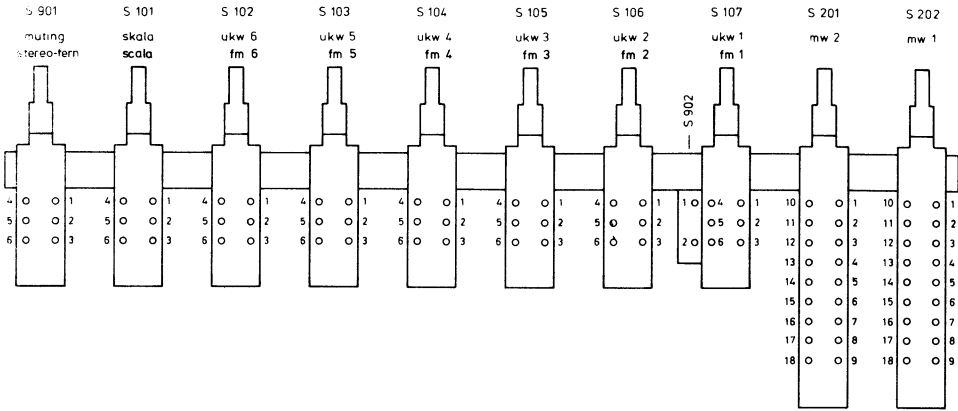 S 901 S 101 S 102 S 103 S 104 S 105 S 106 S 107 S 201 S 202
muting skala ukw 6 ukw 5 ukw 4 ukw 3 ukw 2 ukw 1 mw 2 mw 1
stereo-fern scala fm 6 fm 5 fm 4 fm 3 fm 2 fm 1
S 902
4 1 4 1 4 1 4 1 4 1 4 1 4 1 1 4 1 10 1 10 1
5 2 5 2 5 2 5 2 5 2 5 2 5 2 5 2 11 2 11 2
6 3 6 3 6 3 6 3 6 3 6 3 6 3 2 6 3 12 3 12 3
13 4 13 4
14 5 14 5
15 6 15 6
16 7 16 7
17 8 17 8
18 9 18 9